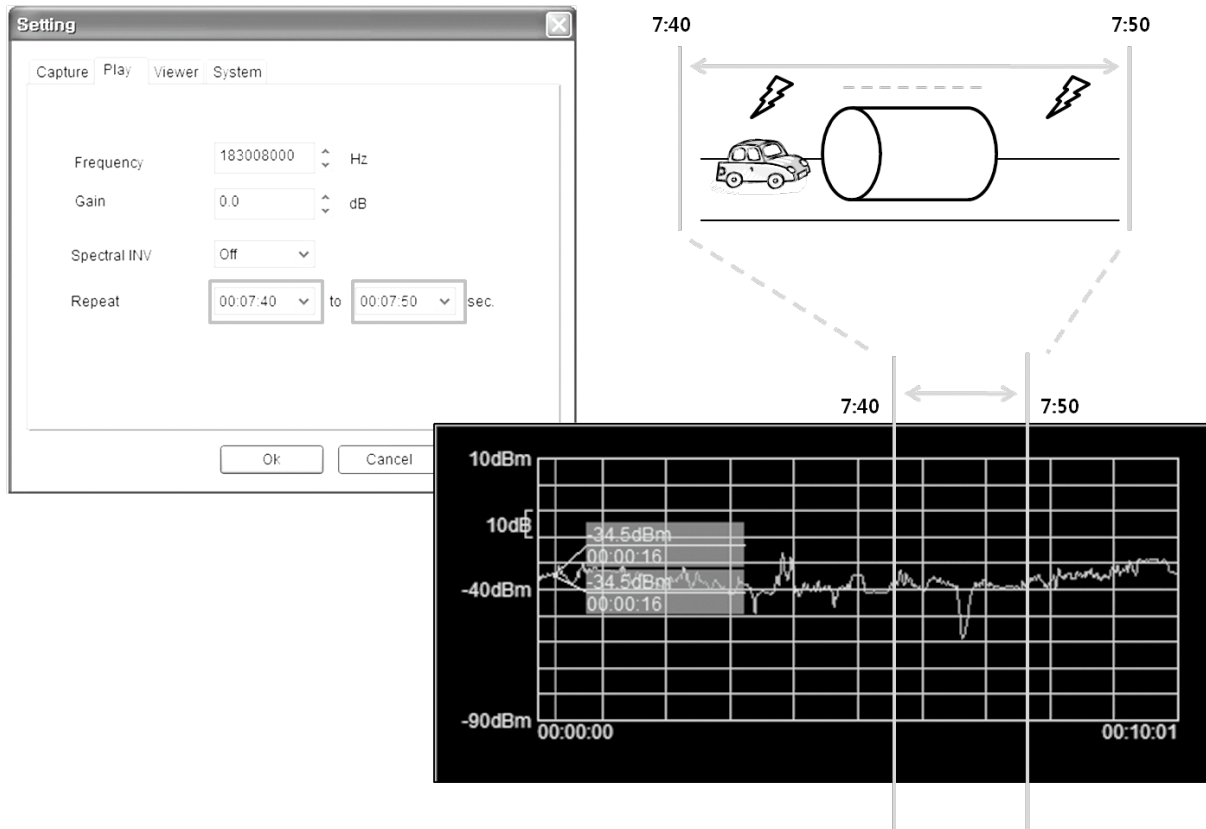 Setting
Capture Play Viewer System
Frequency 183008000 Hz
Gain 0.0 dB
Spectral INV Off
Repeat 00:07:40 to 00:07:50 sec.
Ok Cancel
7:40 7:50
7:40 7:50
10dBm
10dB
-34.5dBm
00:00:16
-34.5dBm
00:00:16
-40dBm
-90dBm
00:00:00 00:10:01